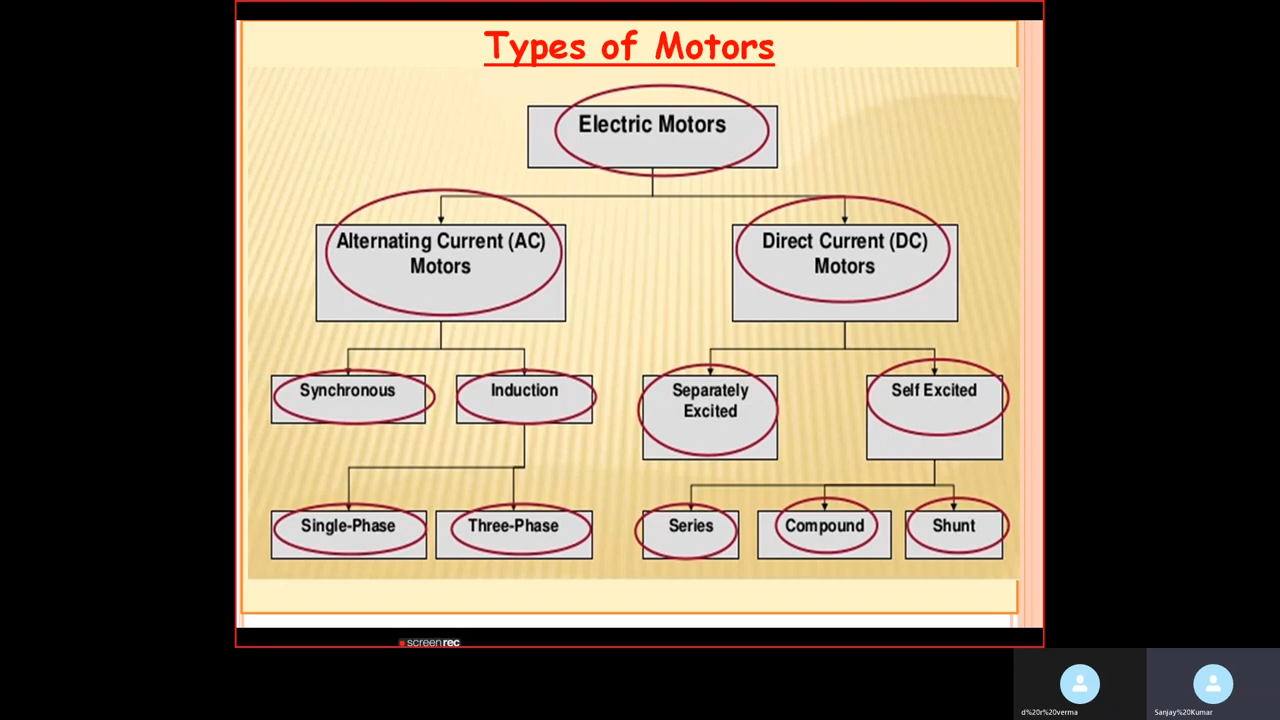 Types of Motors
Electric Motors
Alternating Current (AC)
Motors
Direct Current (DC)
Motors
Synchronous
Induction
Separately
Excited
Self Excited
Single-Phase
Three-Phase
Series
Compound
Shunt
screenrec
d%20r%20verma
Sanjay%20Kumar